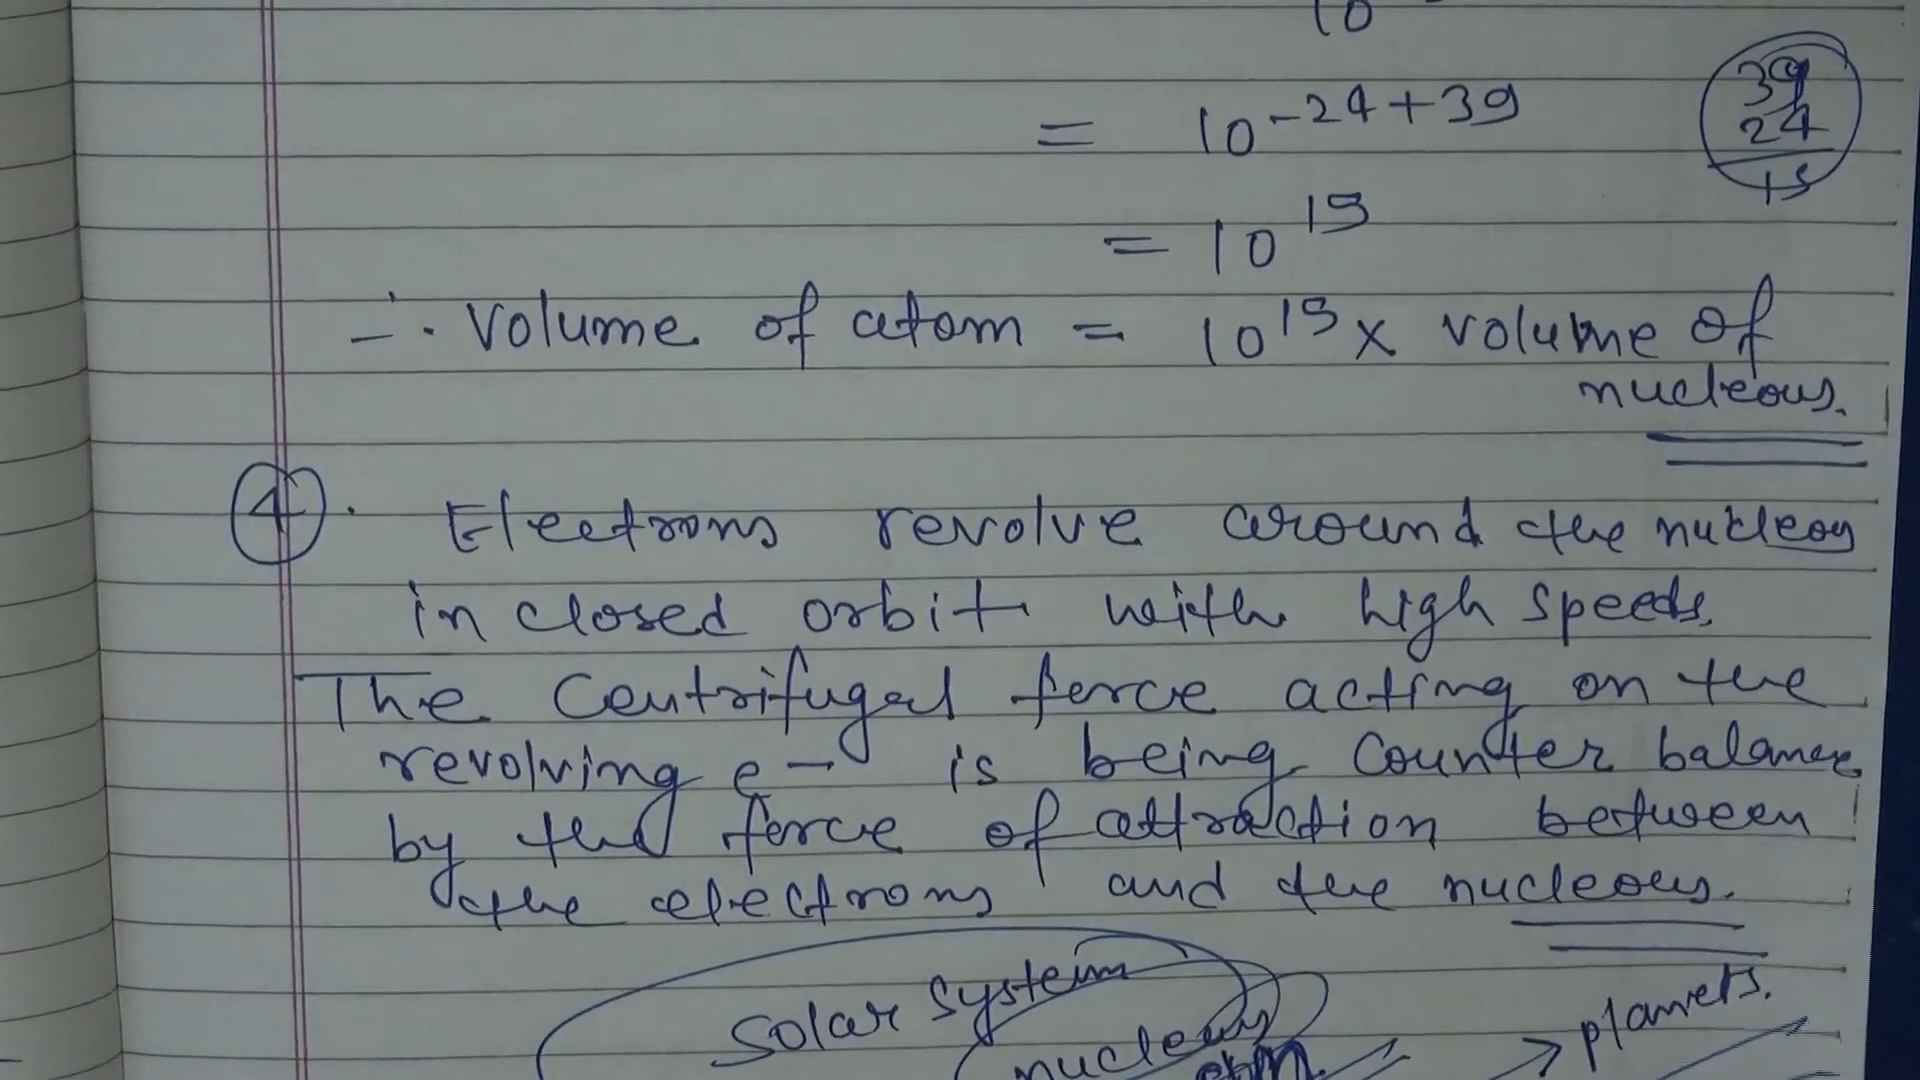 10
= 10^-24+39
39
24
15
= 10^15
∴ Volume of atom = 10^15 x volume of
nucleous.
4. Electrons revolve around the nucleous
in closed orbit with high speeds.
The Centrifugal force acting on the
revolving e- is being Counter balance
by the force of attraction between
the electrons and the nucleous.
Solar System
nucleus
planets.